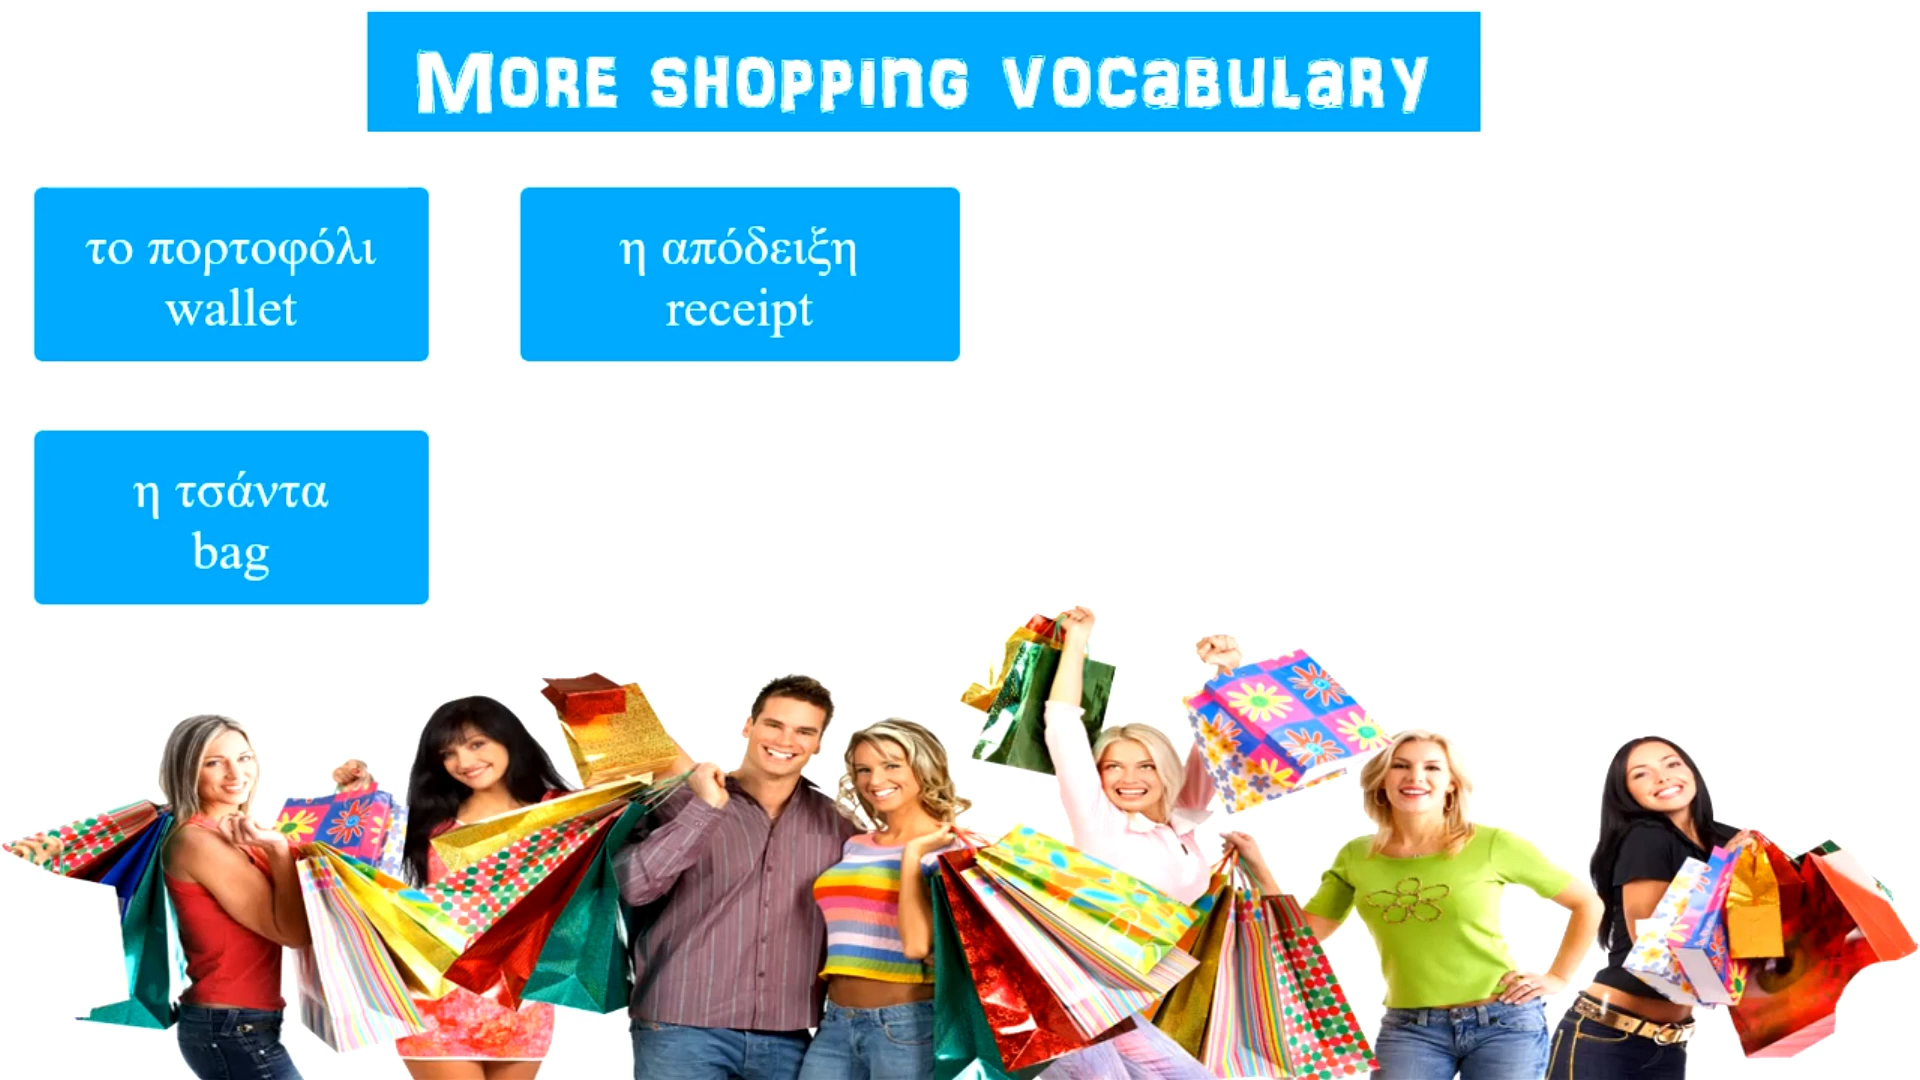 More shopping vocabulary
το πορτοφόλι
wallet
η απόδειξη
receipt
η τσάντα
bag